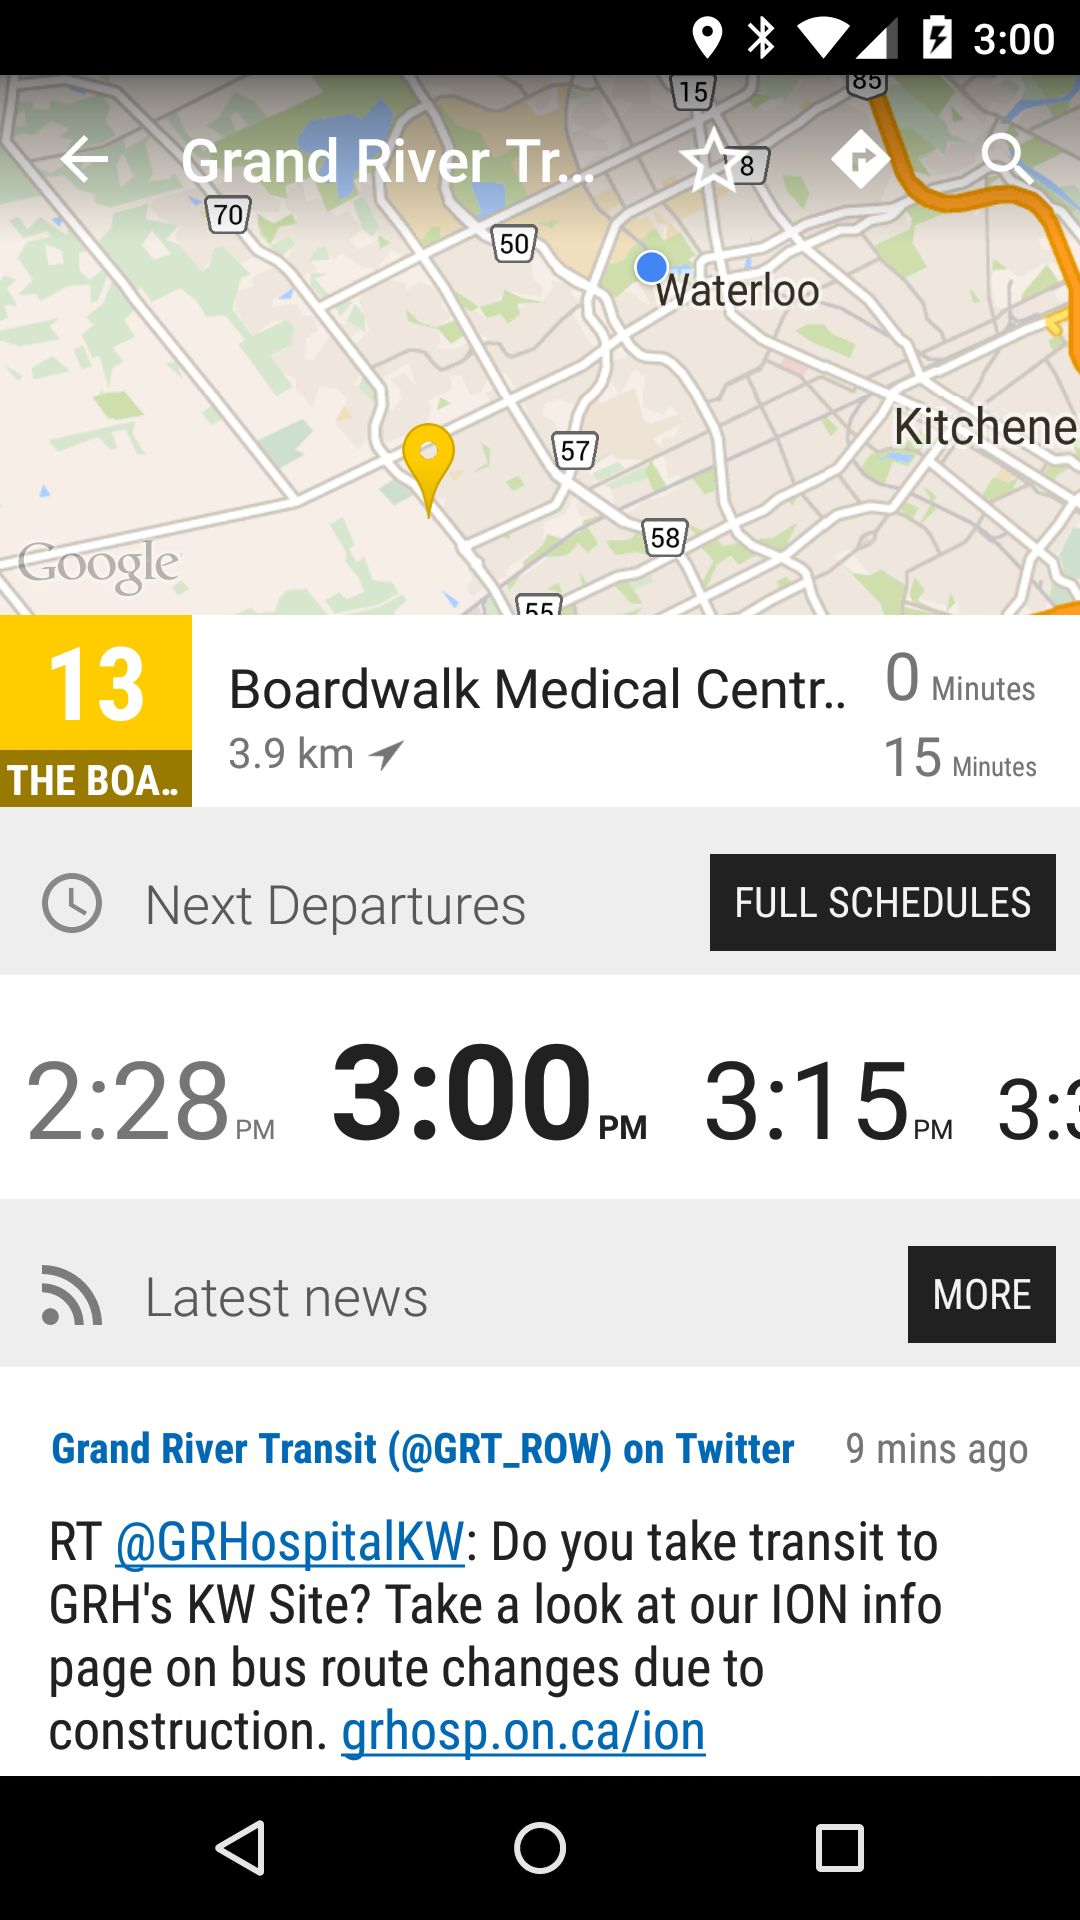 3:00
15
85
Grand River Tr...
8
70
50
Waterloo
Kitchene
57
58
Google
55
13
THE BOA..
Boardwalk Medical Centr..
3.9 km
0 Minutes
15 Minutes
Next Departures
FULL SCHEDULES
2:28 PM
3:00 PM
3:15 PM
3:3
Latest news
MORE
Grand River Transit (@GRT_ROW) on Twitter
9 mins ago
RT @GRHospitalKW: Do you take transit to
GRH's KW Site? Take a look at our ION info
page on bus route changes due to
construction. grhosp.on.ca/ion